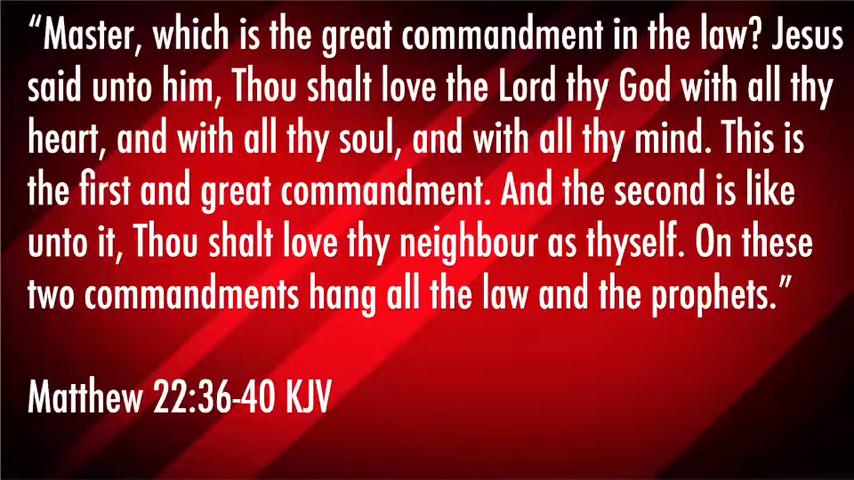 “Master, which is the great commandment in the law? Jesus
said unto him, Thou shalt love the Lord thy God with all thy
heart, and with all thy soul, and with all thy mind. This is
the first and great commandment. And the second is like
unto it, Thou shalt love thy neighbour as thyself. On these
two commandments hang all the law and the prophets.”
Matthew 22:36-40 KJV